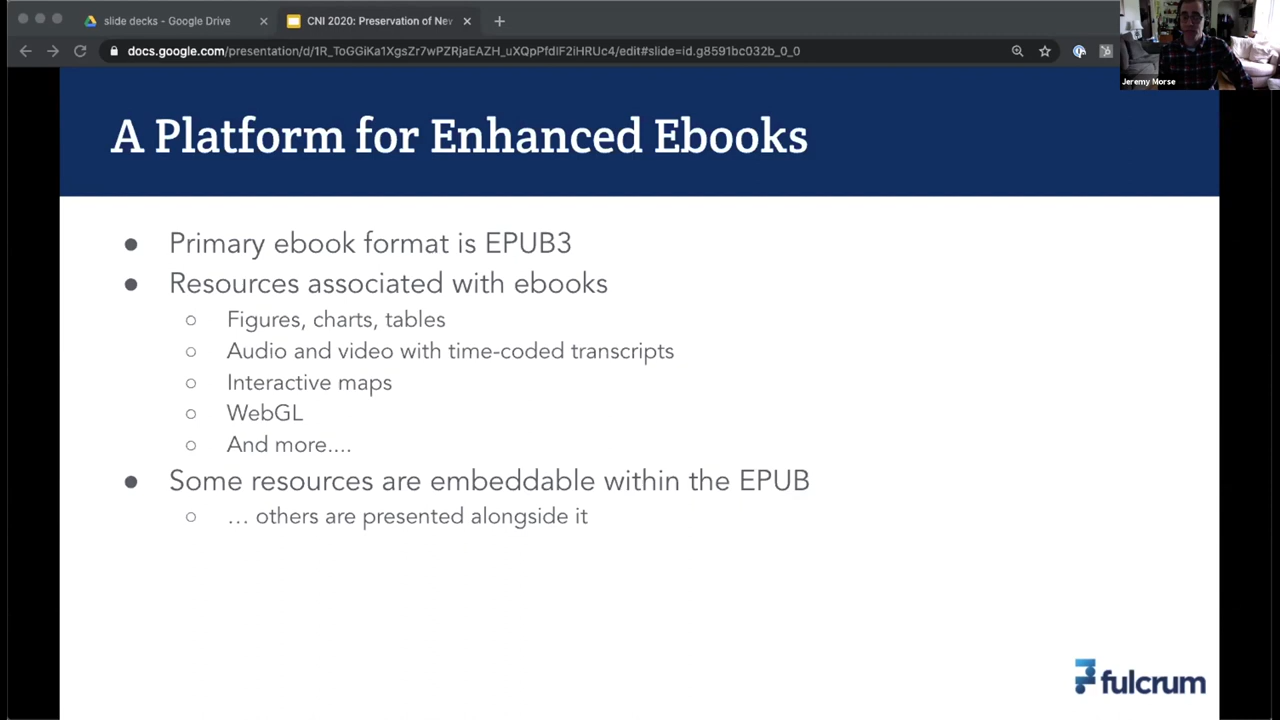 slide decks - Google Drive
CNI 2020: Preservation of Nev
docs.google.com/presentation/d/1R_ToGGiKa1XgsZr7wPZRjaEAZH_uXQpPfdIF2iHRUc4/edit#slide=id.g8591bc032b_0_0
Jeremy Morse
A Platform for Enhanced Ebooks
● Primary ebook format is EPUB3
● Resources associated with ebooks
○ Figures, charts, tables
○ Audio and video with time-coded transcripts
○ Interactive maps
○ WebGL
○ And more....
● Some resources are embeddable within the EPUB
○ … others are presented alongside it
fulcrum